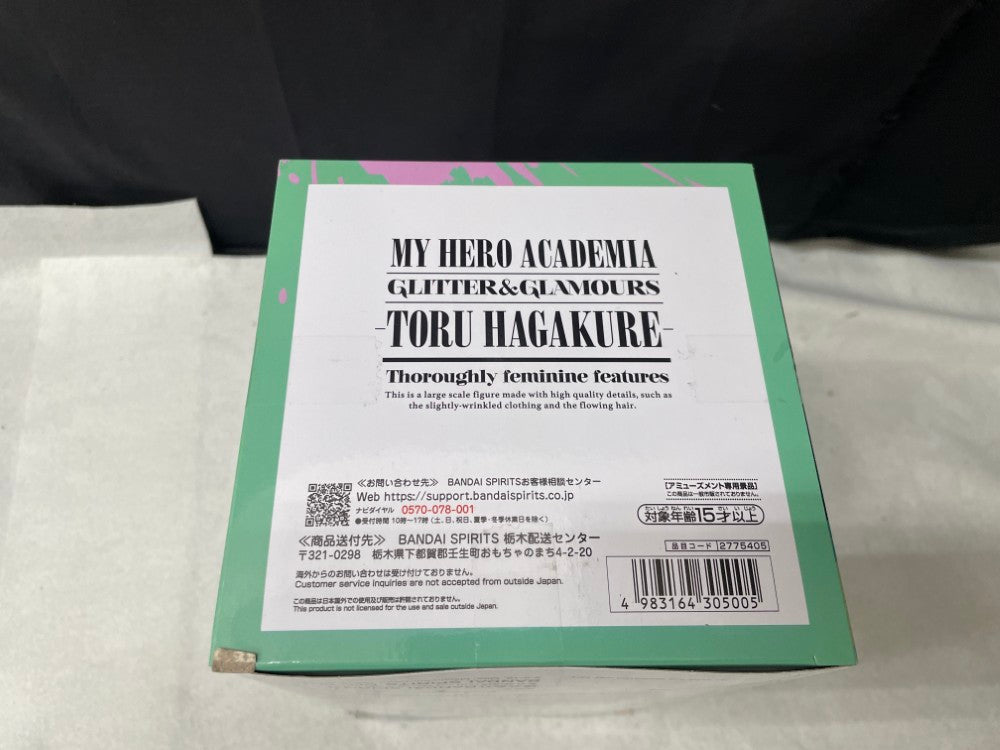 MY HERO ACADEMIA
GLITTER&GLAMOURS
-TORU HAGAKURE-
Thoroughly feminine features
This is a large scale figure made with high quality details, such as
the slightly-wrinkled clothing and the flowing hair.
≪お問い合わせ先≫ BANDAI SPIRITSお客様相談センター
Web https://support.bandaispirits.co.jp
ナビダイヤル 0570-078-001
●受付時間 10時〜17時(土、日、祝日、夏季・冬季休業日を除く)
≪商品送付先≫ BANDAI SPIRITS 栃木配送センター
〒321-0298 栃木県下都賀郡壬生町おもちゃのまち4-2-20
海外からのお問い合わせは受け付けておりません。
Customer service inquiries are not accepted from outside Japan.
この商品は日本国外での使用及び販売は許諾されておりません。
This product is not licensed for the use and sale outside Japan.
[アミューズメント専用景品]
この商品は一般市販されておりません。
対象年齢15才以上
品番コード 2775405
4 983164 305005